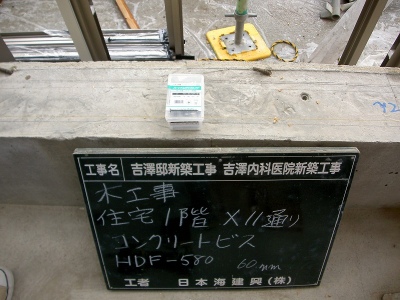 工事名 吉澤邸新築工事 吉澤内科医院新築工事
木工事
住宅1階 X11通り
コンクリートビス
HDF-580 60mm
工者 日本海建興(株)